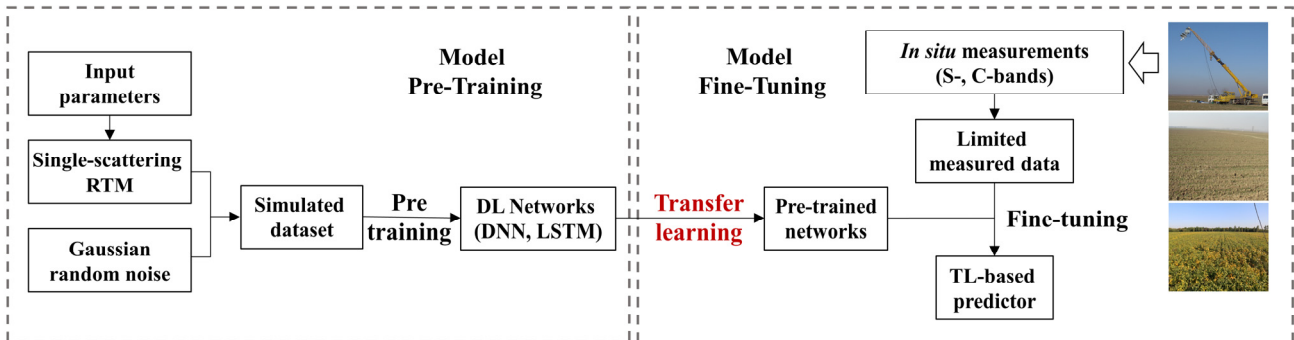 Input
parameters
Single-scattering
RTM
Gaussian
random noise
Simulated
dataset
Pre
training
DL Networks
(DNN, LSTM)
Model
Pre-Training
Transfer
learning
Model
Fine-Tuning
In situ measurements
(S-, C-bands)
Limited
measured data
Pre-trained
networks
Fine-tuning
TL-based
predictor